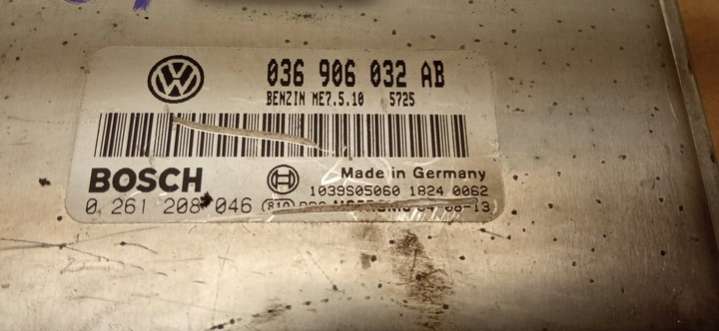 036 906 032 AB
BENZIN ME7.5.10 5725
BOSCH
Made in Germany
1039S05060 1824 0062
0 261 208 046